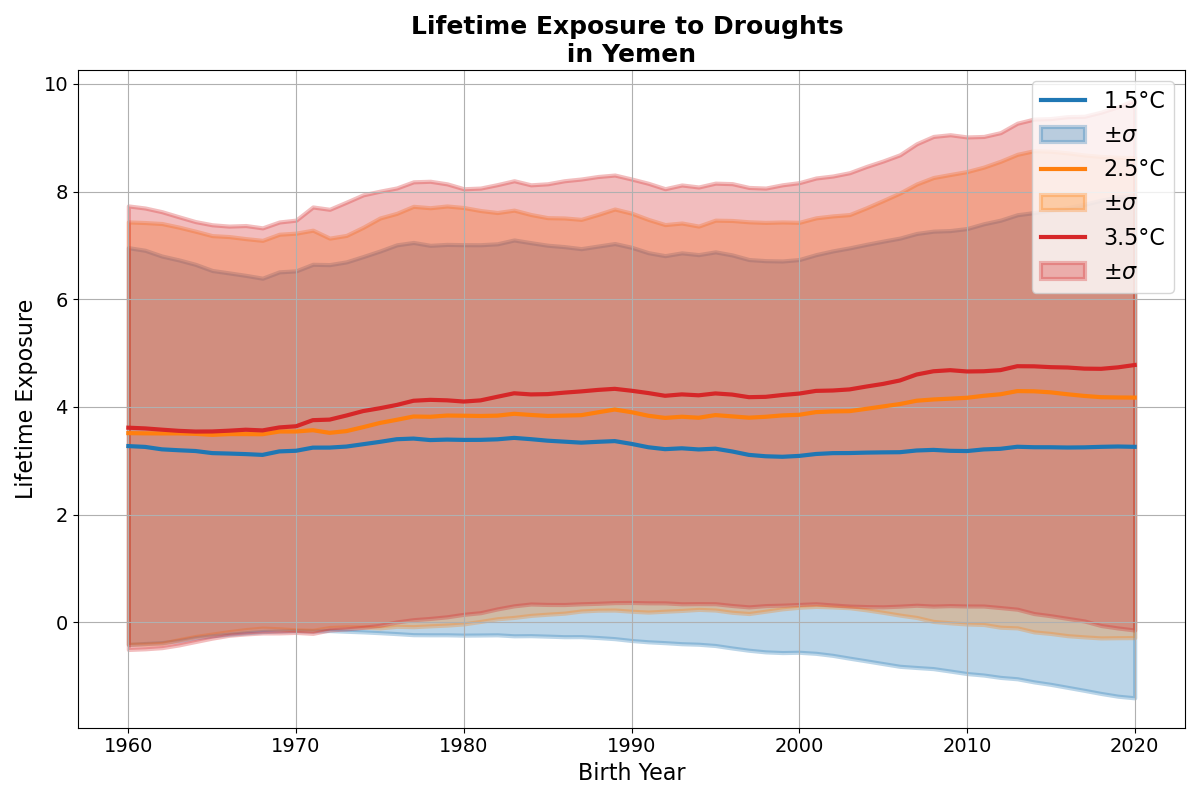 Lifetime Exposure to Droughts
in Yemen
Lifetime Exposure
10
8
6
4
2
0
1.5°C
±σ
2.5°C
±σ
3.5°C
±σ
1960 1970 1980 1990 2000 2010 2020
Birth Year